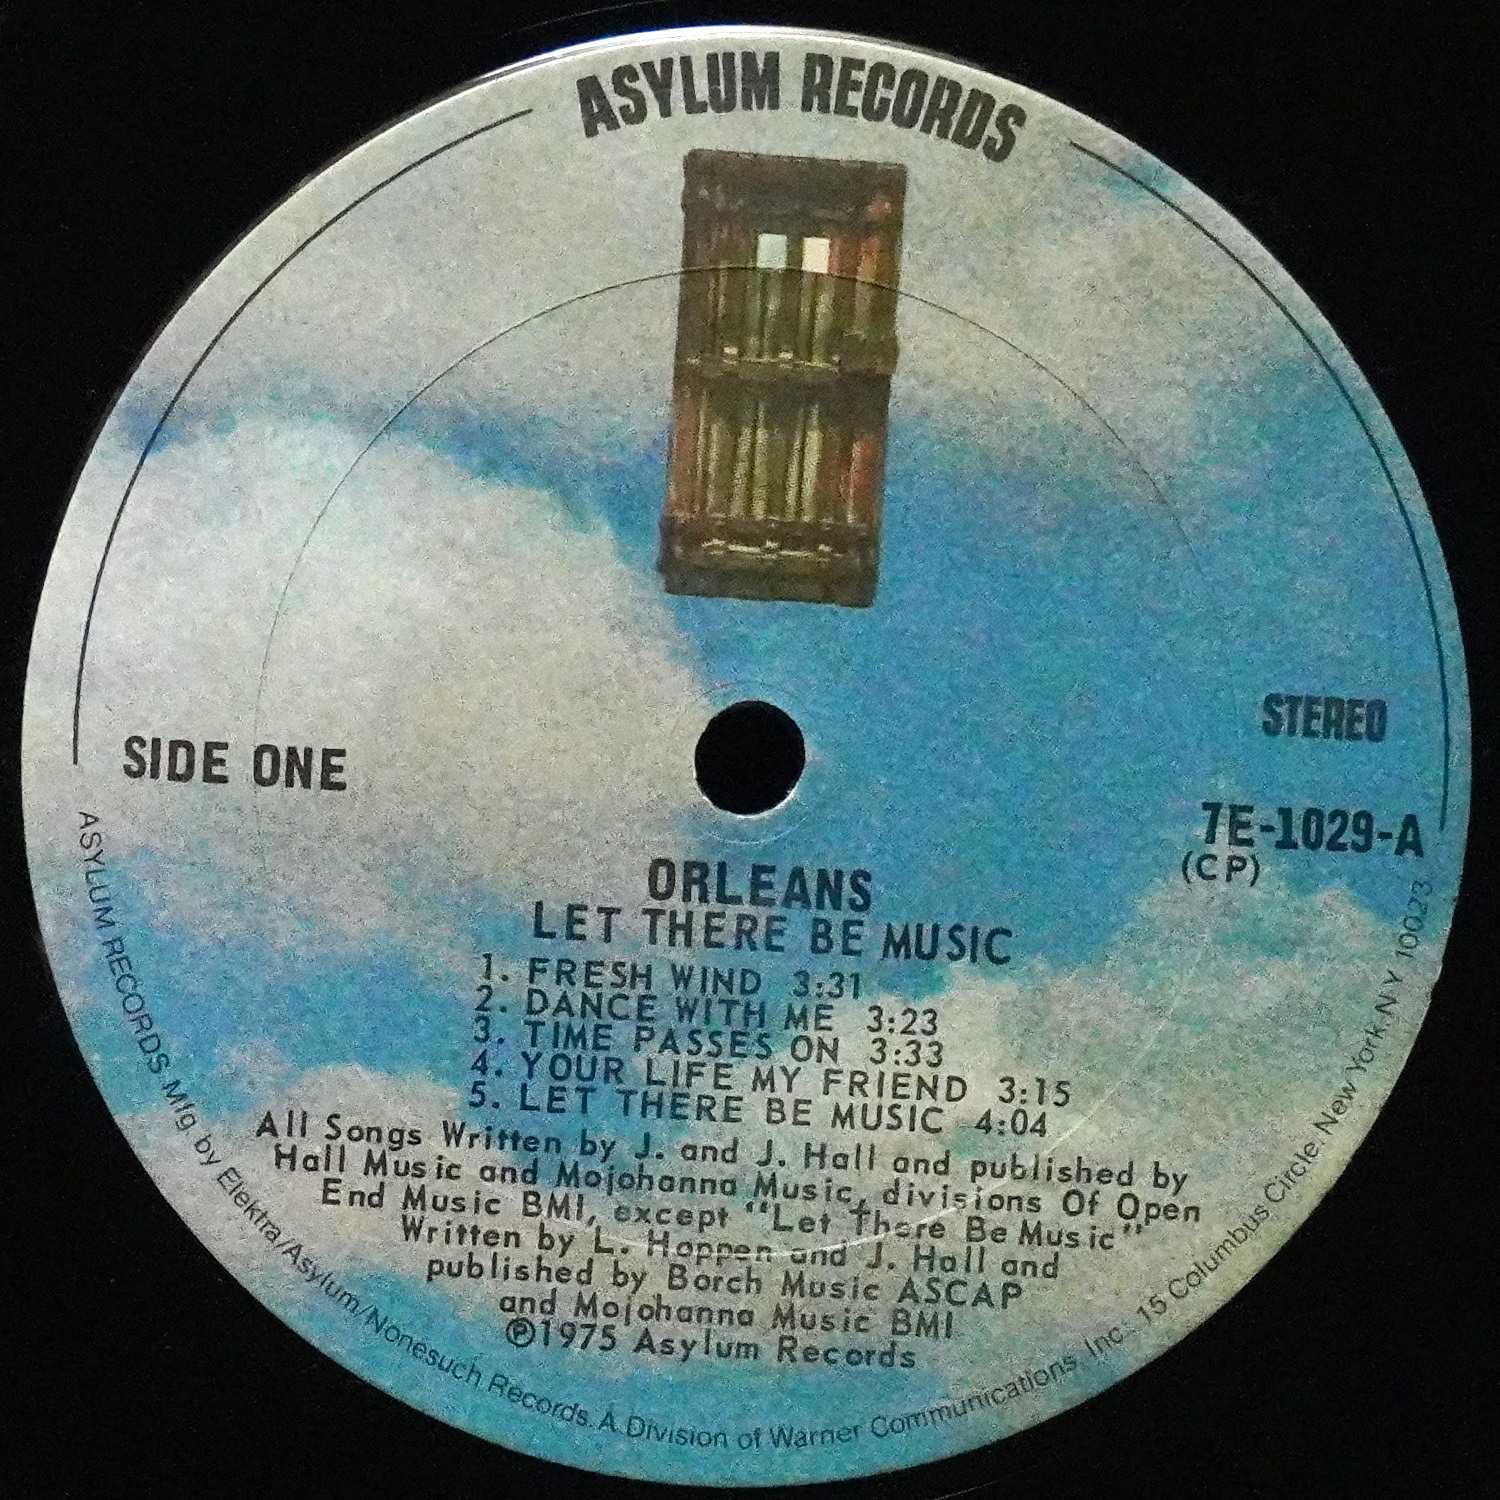 ASYLUM RECORDS
STEREO
SIDE ONE
7E-1029-A
(CP)
ORLEANS
LET THERE BE MUSIC
1. FRESH WIND 3:31
2. DANCE WITH ME 3:23
3. TIME PASSES ON 3:33
4. YOUR LIFE MY FRIEND 3:15
5. LET THERE BE MUSIC 4:04
All Songs Written by J. and J. Hall and published by
Hall Music and Mojohanna Music, divisions Of Open
End Music BMI, except "Let There Be Music"
Written by L. Hoppen and J. Hall and
published by Borch Music ASCAP
and Mojohanna Music BMI
℗1975 Asylum Records
ASYLUM RECORDS. Mfg. by Elektra/Asylum/Nonesuch Records. A Division of Warner Communications, Inc. 15 Columbus Circle. New York. N.Y 10023